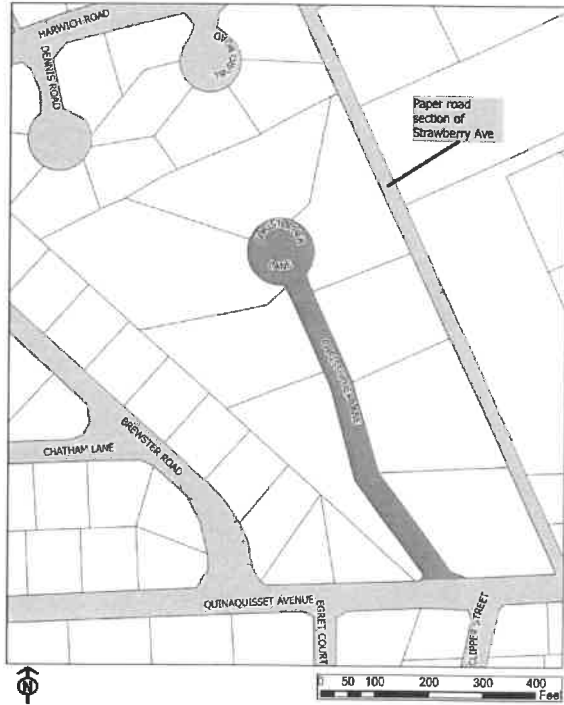 HARWICH ROAD
DENNIS ROAD
Paper road
section of
Strawberry Ave
LANE
BREWSTER ROAD
CHATHAM LANE
QUINAQUISSET AVENUE
EGRET COURT
CLIPPER STREET
N
0 50 100 200 300 400
Feet